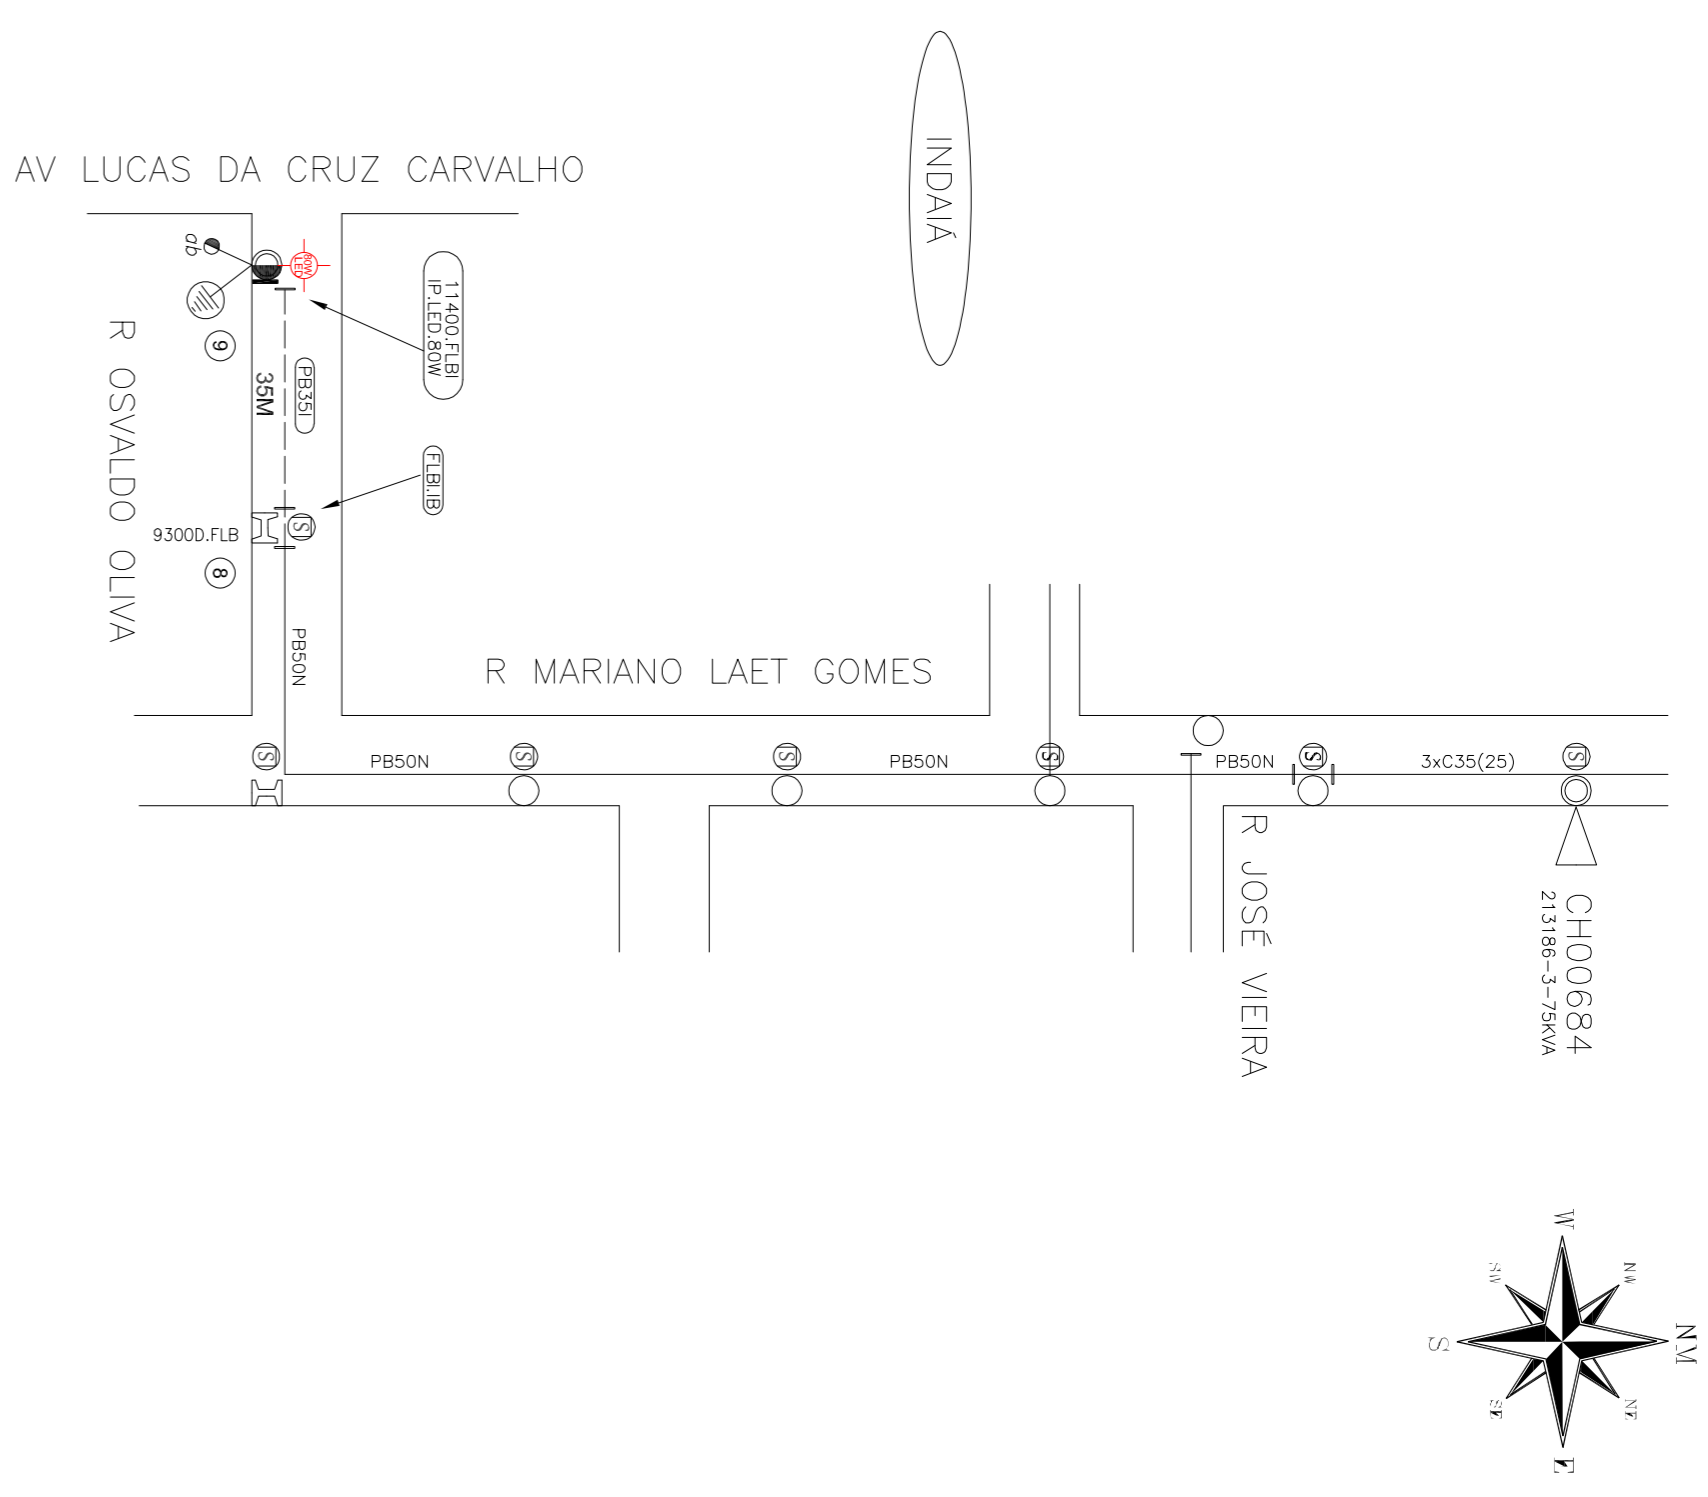 INDAIÁ
AV LUCAS DA CRUZ CARVALHO
ab
80W
LED
11400.FLBI
IP.LED.80W
9
35M
PB35I
R OSVALDO OLIVA
FLBI.IB
9300D.FLB
S
8
PB50N
R MARIANO LAET GOMES
S
PB50N
S
S
PB50N
S
PB50N
S
3xC35(25)
S
R JOSÉ VIEIRA
CH00684
213186-3-75KVA
W
SW
NW
S
NM
SE
NE
E